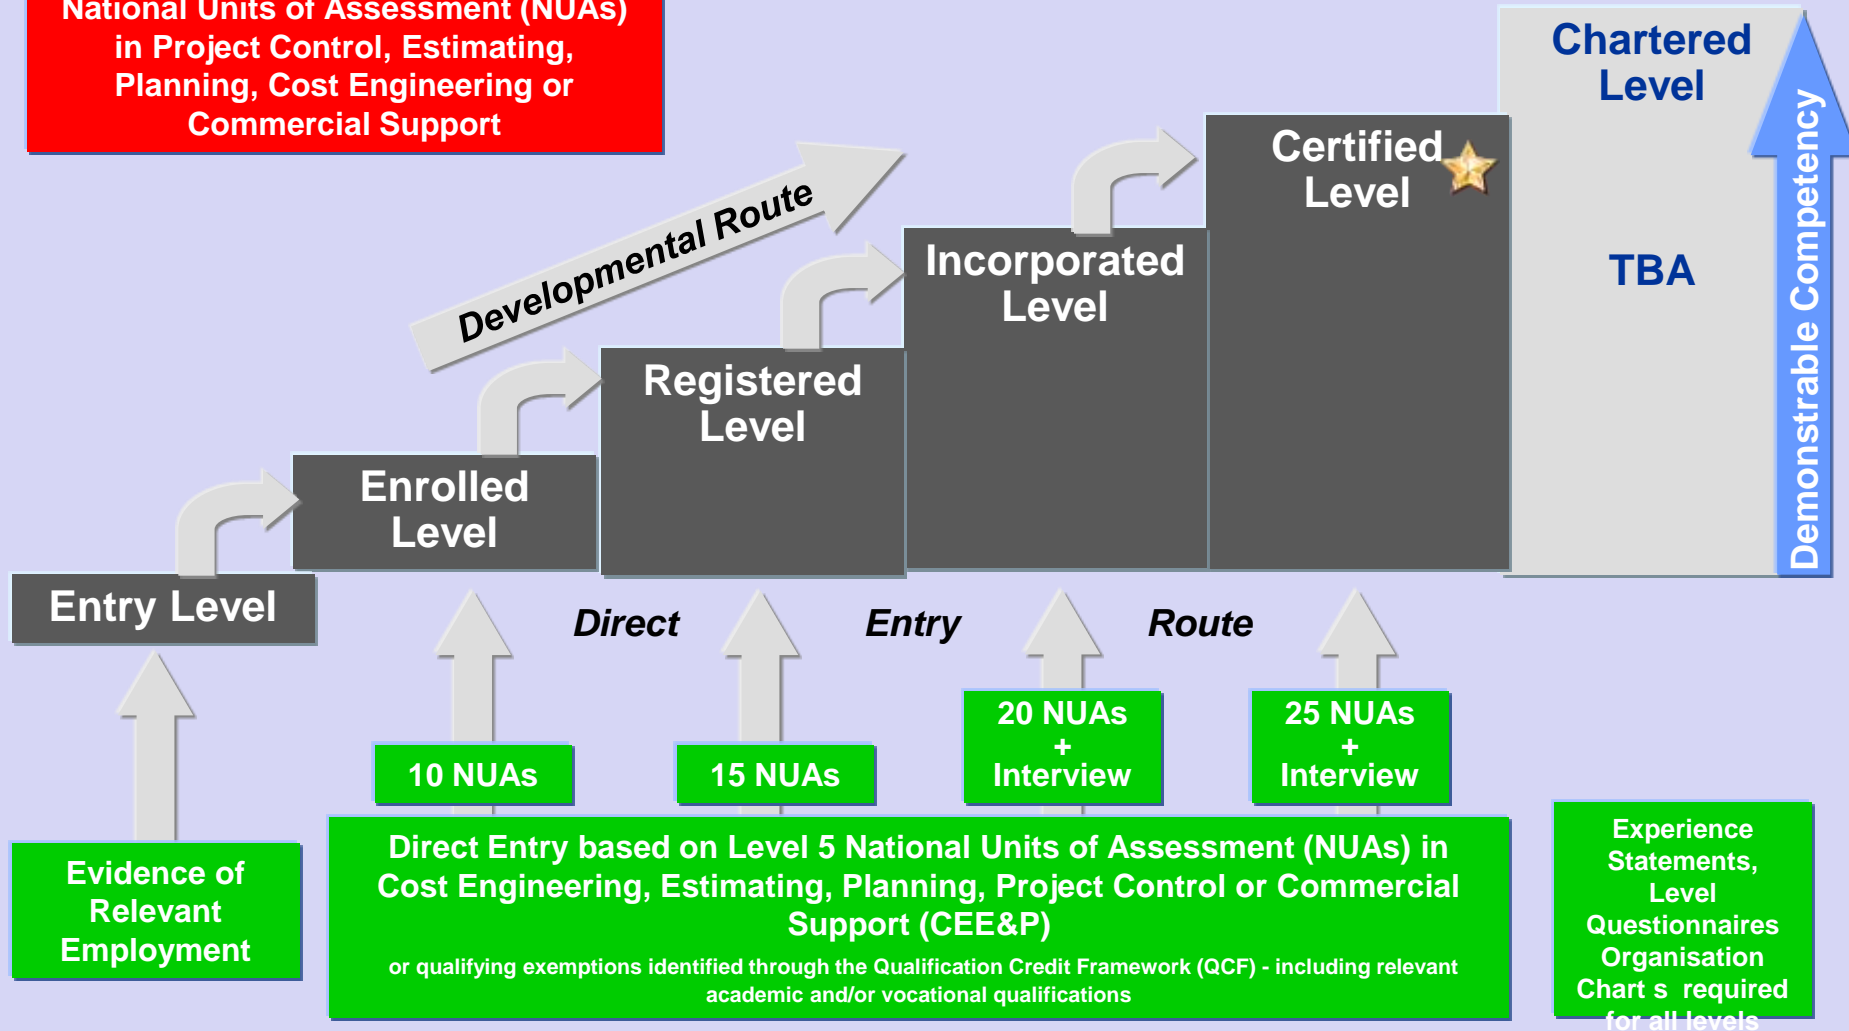 National Units of Assessment (NUAs)
in Project Control, Estimating,
Planning, Cost Engineering or
Commercial Support
Chartered
Level
TBA
Demonstrable Competency
Certified
Level
Developmental Route
Incorporated
Level
Registered
Level
Enrolled
Level
Entry Level
Direct Entry Route
20 NUAs
+
Interview
25 NUAs
+
Interview
10 NUAs
15 NUAs
Evidence of
Relevant
Employment
Direct Entry based on Level 5 National Units of Assessment (NUAs) in
Cost Engineering, Estimating, Planning, Project Control or Commercial
Support (CEE&P)
or qualifying exemptions identified through the Qualification Credit Framework (QCF) - including relevant
academic and/or vocational qualifications
Experience
Statements,
Level
Questionnaires
Organisation
Chart s required
for all levels